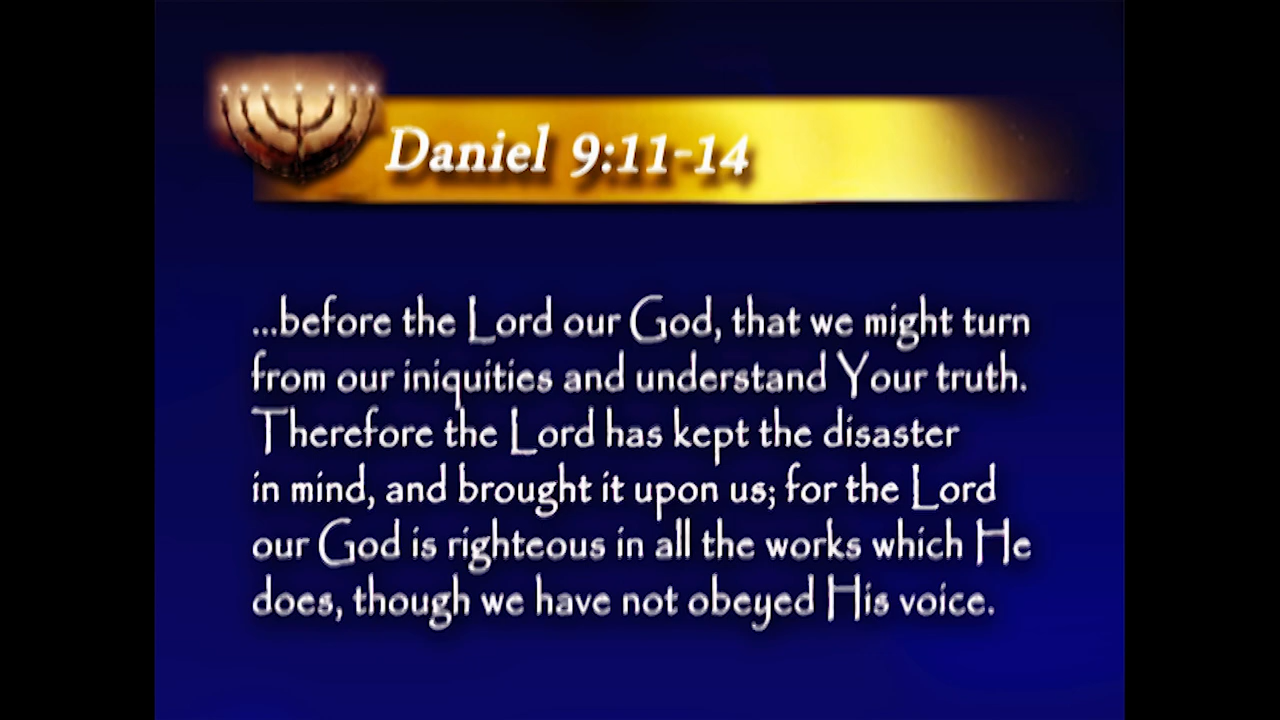 Daniel 9:11-14
...before the Lord our God, that we might turn
from our iniquities and understand Your truth.
Therefore the Lord has kept the disaster
in mind, and brought it upon us; for the Lord
our God is righteous in all the works which He
does, though we have not obeyed His voice.